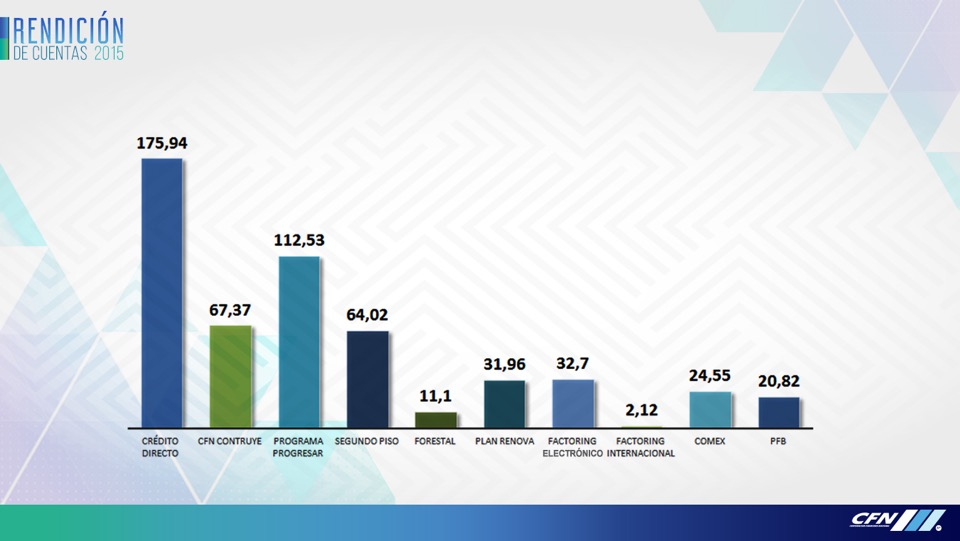 RENDICIÓN
DE CUENTAS 2015
175,94
67,37
112,53
64,02
11,1
31,96
32,7
2,12
24,55
20,82
CRÉDITO
DIRECTO
CFN CONTRUYE
PROGRAMA
PROGRESAR
SEGUNDO PISO
FORESTAL
PLAN RENOVA
FACTORING
ELECTRÓNICO
FACTORING
INTERNACIONAL
COMEX
PFB
CFN